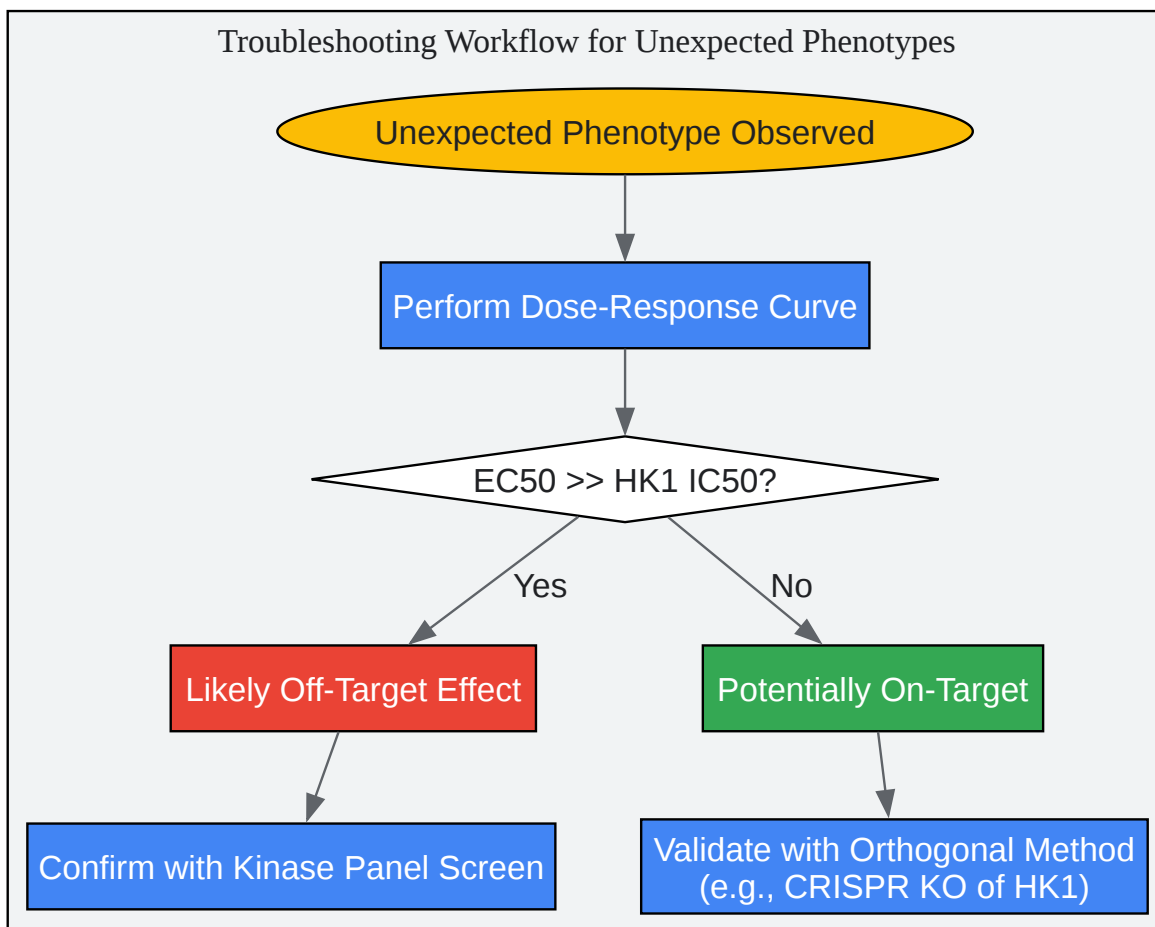 Troubleshooting Workflow for Unexpected Phenotypes
Unexpected Phenotype Observed
Perform Dose-Response Curve
EC50 >> HK1 IC50?
Yes
No
Likely Off-Target Effect
Potentially On-Target
Confirm with Kinase Panel Screen
Validate with Orthogonal Method
(e.g., CRISPR KO of HK1)